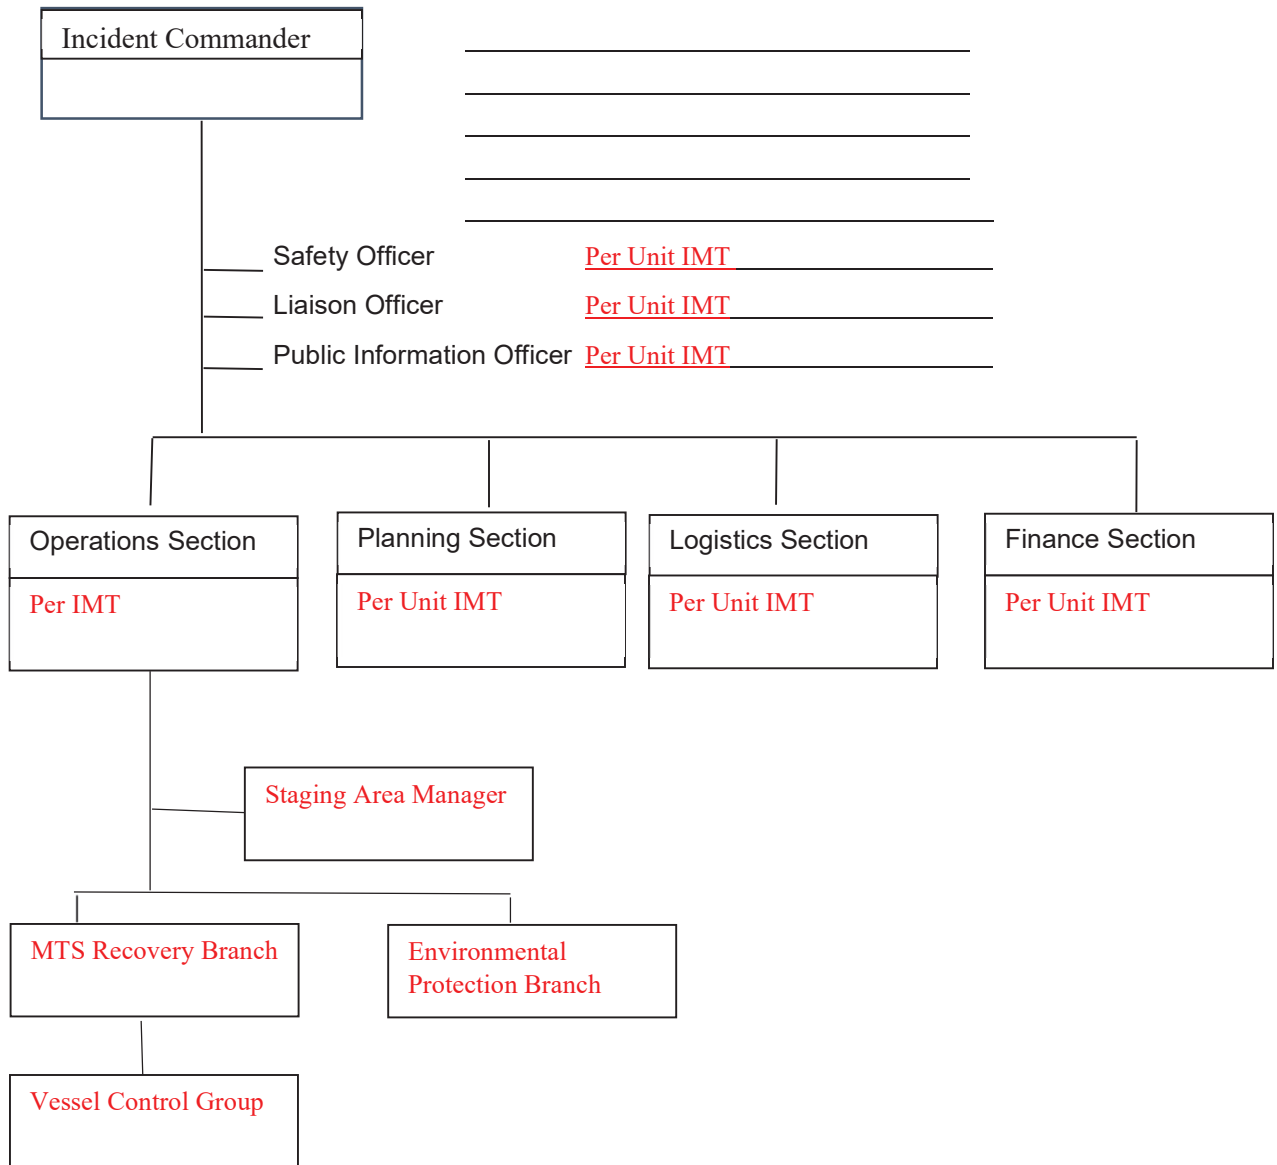 Incident Commander
Safety Officer Per Unit IMT
Liaison Officer Per Unit IMT
Public Information Officer Per Unit IMT
Operations Section
Per IMT
Planning Section
Per Unit IMT
Logistics Section
Per Unit IMT
Finance Section
Per Unit IMT
Staging Area Manager
MTS Recovery Branch
Environmental
Protection Branch
Vessel Control Group